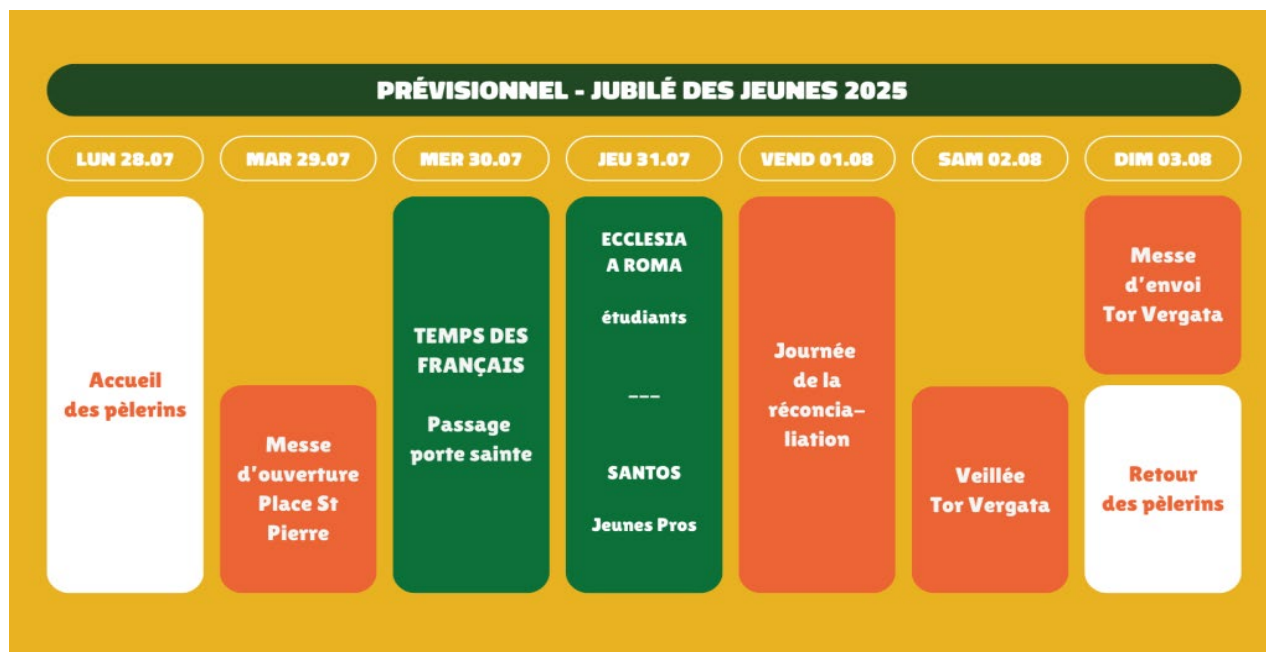 PRÉVISIONNEL - JUBILÉ DES JEUNES 2025
LUN 28.07
MAR 29.07
MER 30.07
JEU 31.07
VEND 01.08
SAM 02.08
DIM 03.08
Accueil
des pèlerins
Messe
d'ouverture
Place St
Pierre
TEMPS DES
FRANÇAIS
Passage
porte sainte
ECCLESIA
A ROMA
étudiants
---
SANTOS
Jeunes Pros
Journée
de la
réconcia-
liation
Veillée
Tor Vergata
Messe
d'envoi
Tor Vergata
Retour
des pèlerins